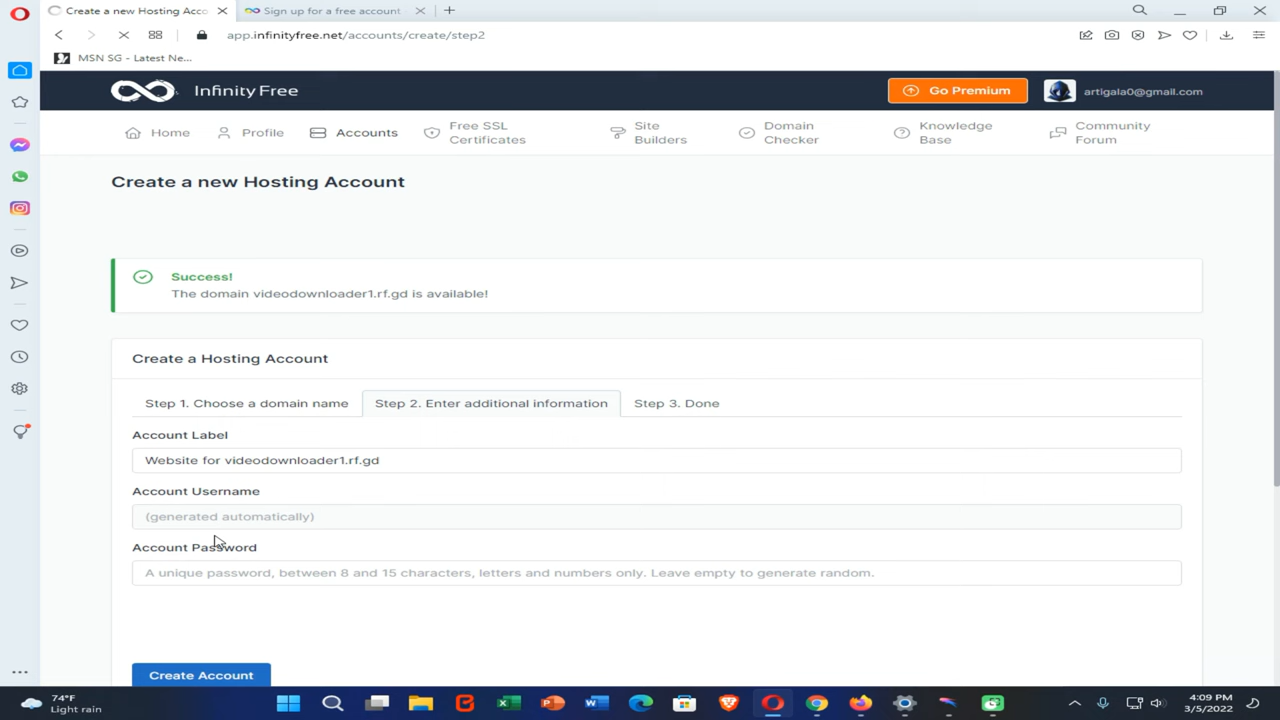 Create a new Hosting Acco
Sign up for a free account
app.infinityfree.net/accounts/create/step2
MSN SG - Latest Ne...
Infinity Free
Go Premium
artigala0@gmail.com
Home
Profile
Accounts
Free SSL
Certificates
Site
Builders
Domain
Checker
Knowledge
Base
Community
Forum
Create a new Hosting Account
Success!
The domain videodownloader1.rf.gd is available!
Create a Hosting Account
Step 1. Choose a domain name
Step 2. Enter additional information
Step 3. Done
Account Label
Website for videodownloader1.rf.gd
Account Username
(generated automatically)
Account Password
A unique password, between 8 and 15 characters, letters and numbers only. Leave empty to generate random.
Create Account
74°F
Light rain
4:09 PM
3/5/2022